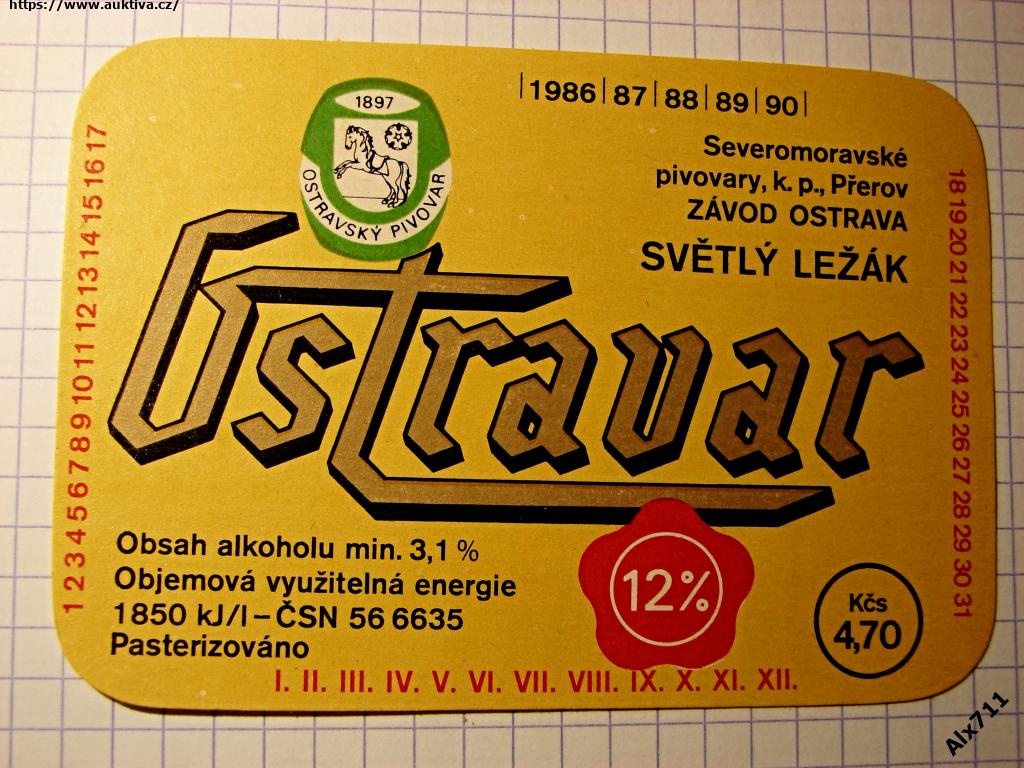 https://www.auktiva.cz/
|1986|87|88|89|90|
1897
OSTRAVSKÝ PIVOVAR
Severomoravské
pivovary, k. p., Přerov
ZÁVOD OSTRAVA
SVĚTLÝ LEŽÁK
Ostravar
1 2 3 4 5 6 7 8 9 10 11 12 13 14 15 16 17
18 19 20 21 22 23 24 25 26 27 28 29 30 31
Obsah alkoholu min. 3,1 %
Objemová využitelná energie
1850 kJ/l – ČSN 56 6635
Pasterizováno
12%
Kčs
4,70
I. II. III. IV. V. VI. VII. VIII. IX. X. XI. XII.
Alx711